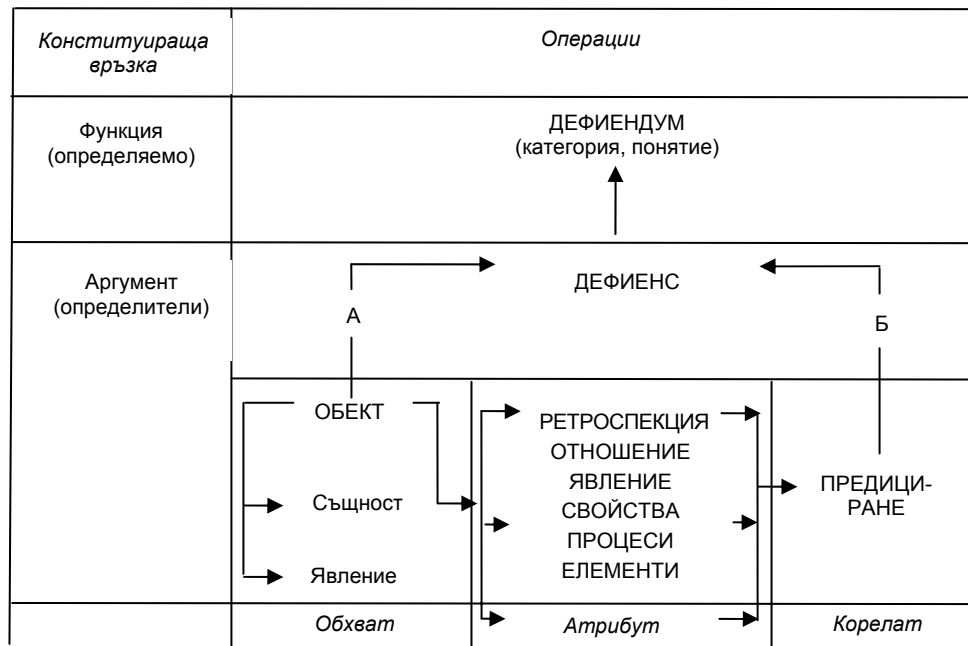 Конституираща
връзка
Операции
Функция
(определяемо)
ДЕФИЕНДУМ
(категория, понятие)
Аргумент
(определители)
ДЕФИЕНС
А
Б
ОБЕКТ
Същност
Явление
РЕТРОСПЕКЦИЯ
ОТНОШЕНИЕ
ЯВЛЕНИЕ
СВОЙСТВА
ПРОЦЕСИ
ЕЛЕМЕНТИ
ПРЕДИЦИ-
РАНЕ
Обхват
Атрибут
Корелат